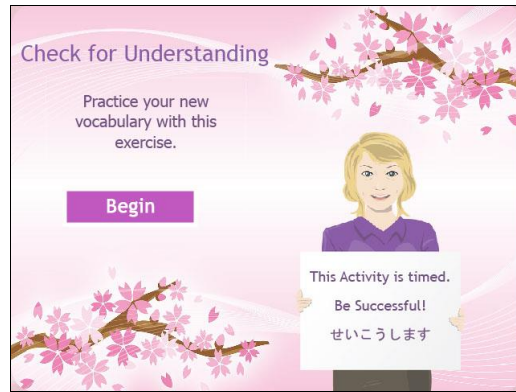 Check for Understanding
Practice your new
vocabulary with this
exercise.
Begin
This Activity is timed.
Be Successful!
せいこうします